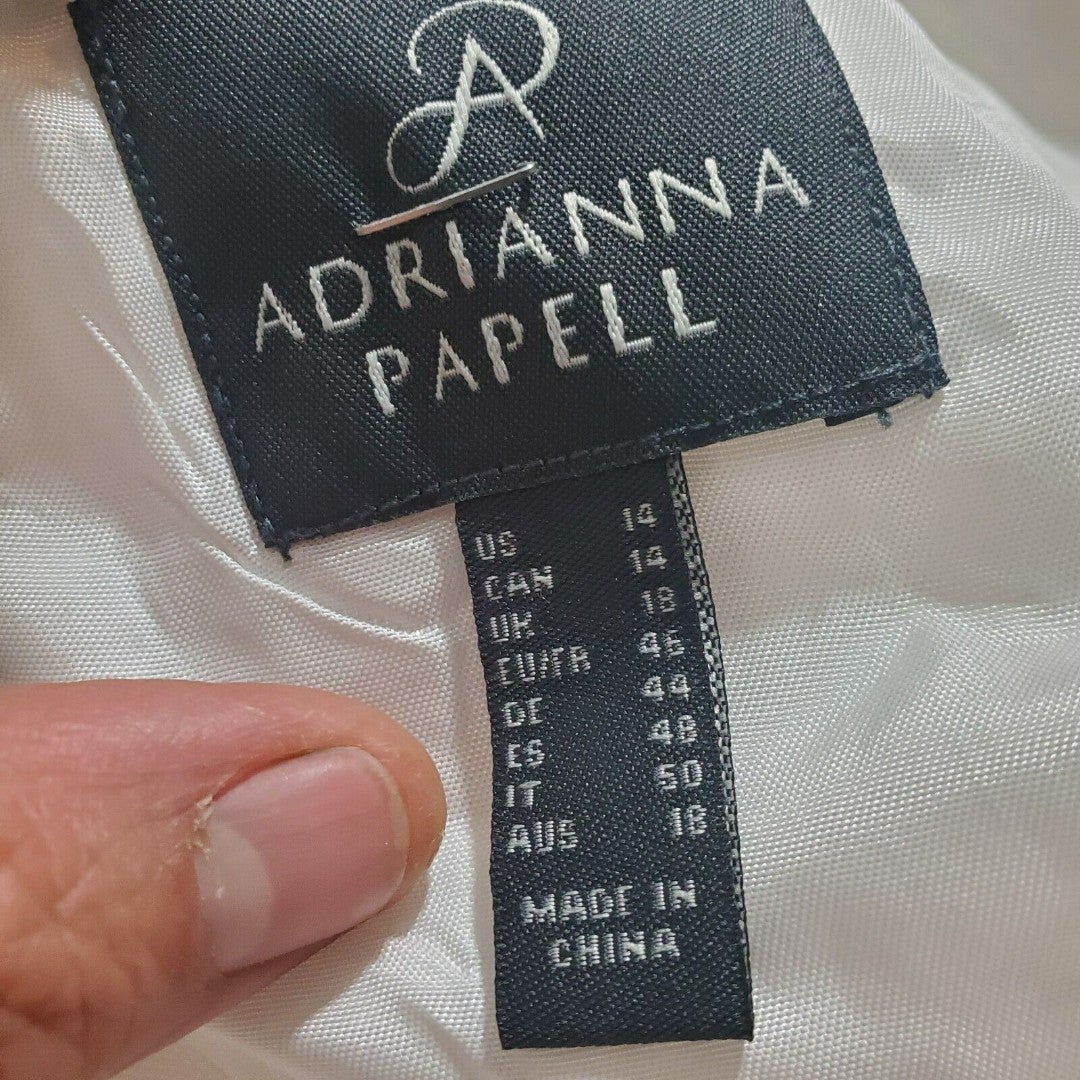 ADRIANNA
PAPELL
US 14
CAN 14
UK 18
EU/FR 46
DE 44
ES 48
IT 50
AUS 18
MADE IN
CHINA